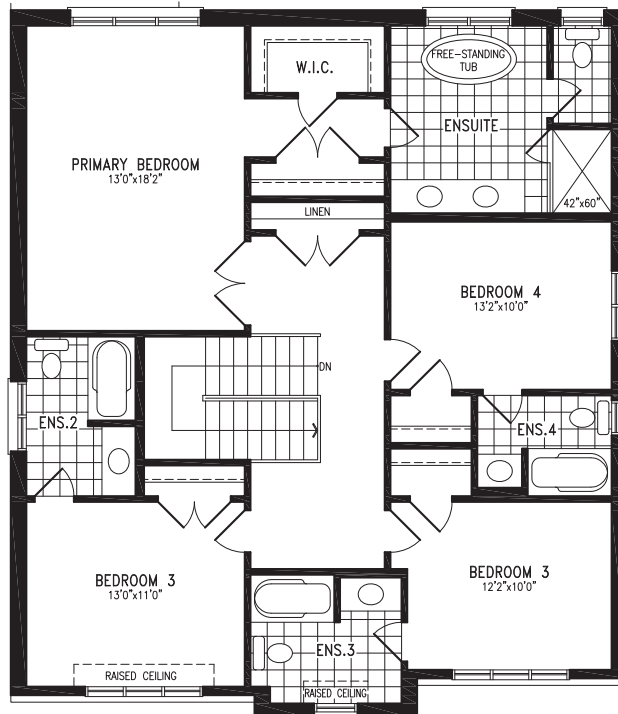 W.I.C.
FREE-STANDING
TUB
ENSUITE
PRIMARY BEDROOM
13'0"x18'2"
42"x60"
LINEN
BEDROOM 4
13'2"x10'0"
DN
ENS.2
ENS.4
BEDROOM 3
13'0"x11'0"
BEDROOM 3
12'2"x10'0"
ENS.3
RAISED CEILING
RAISED CEILING